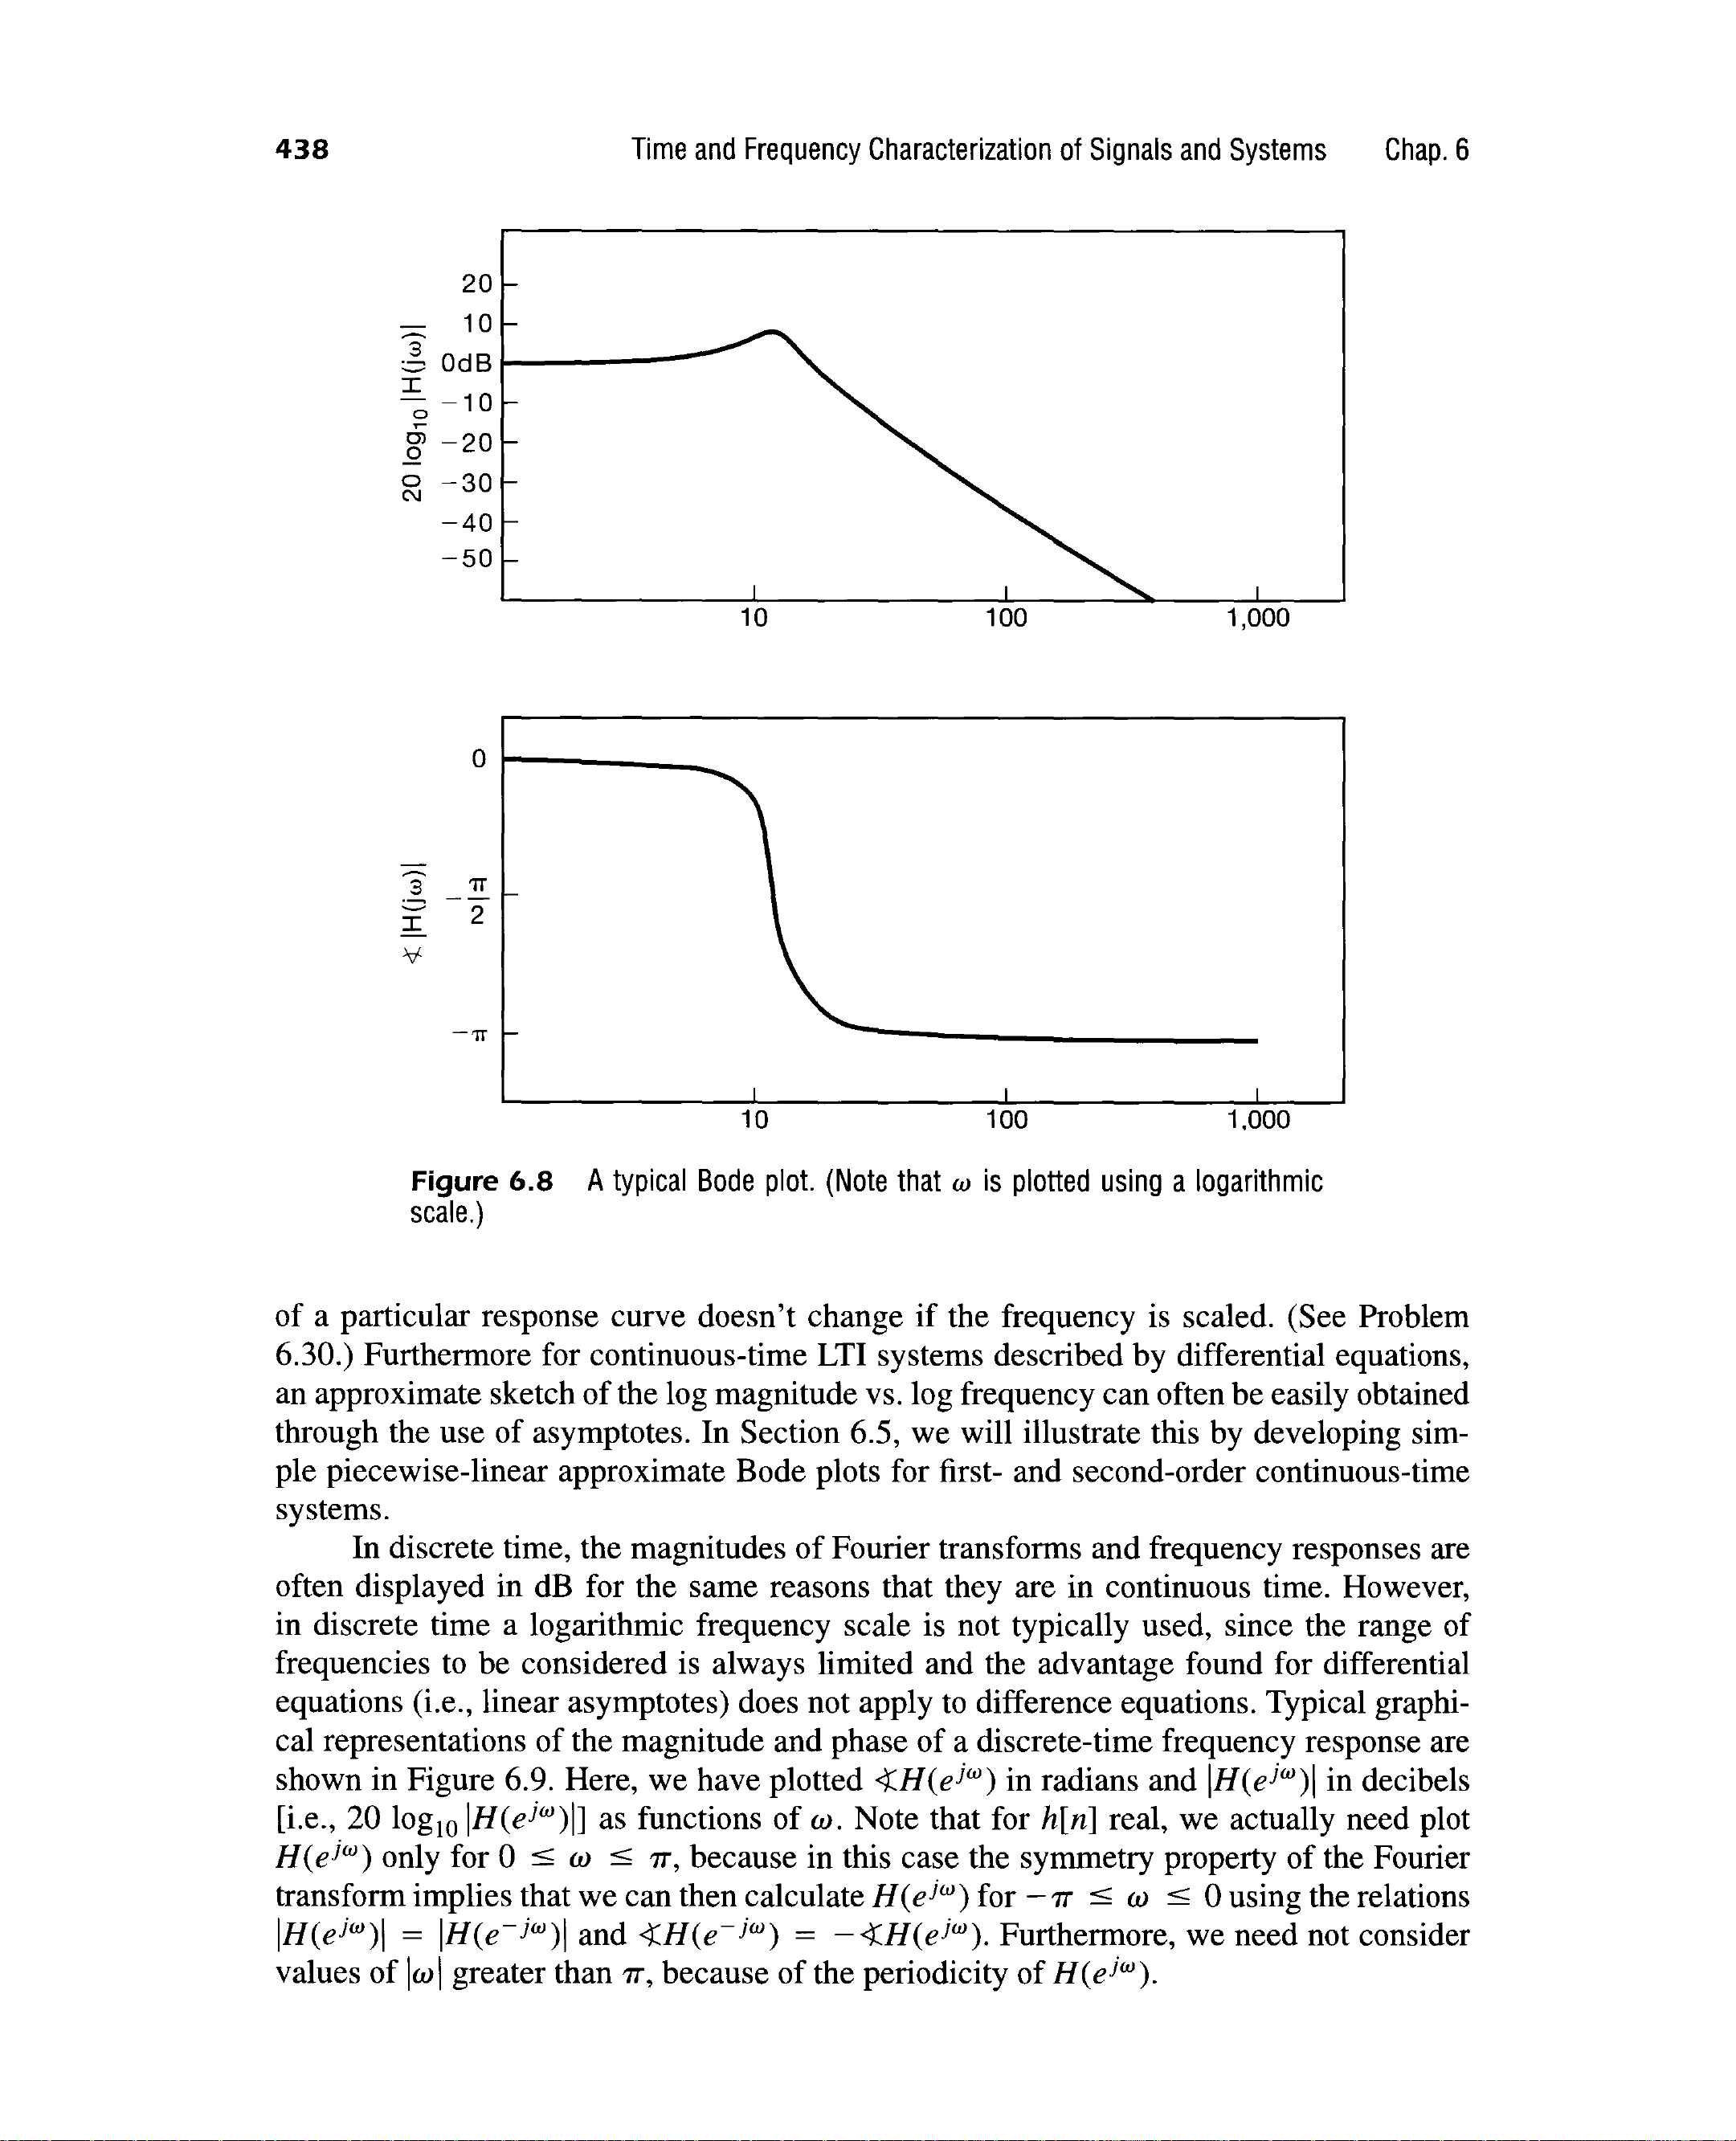 438 Time and Frequency Characterization of Signals and Systems Chap. 6
20
10
0dB
-10
-20
-30
-40
-50
20 log₁₀ |H(jω)|
10 100 1,000
0
-π/2
-π
∢ |H(jω)|
10 100 1,000
Figure 6.8 A typical Bode plot. (Note that ω is plotted using a logarithmic
scale.)
of a particular response curve doesn't change if the frequency is scaled. (See Problem
6.30.) Furthermore for continuous-time LTI systems described by differential equations,
an approximate sketch of the log magnitude vs. log frequency can often be easily obtained
through the use of asymptotes. In Section 6.5, we will illustrate this by developing sim-
ple piecewise-linear approximate Bode plots for first- and second-order continuous-time
systems.
In discrete time, the magnitudes of Fourier transforms and frequency responses are
often displayed in dB for the same reasons that they are in continuous time. However,
in discrete time a logarithmic frequency scale is not typically used, since the range of
frequencies to be considered is always limited and the advantage found for differential
equations (i.e., linear asymptotes) does not apply to difference equations. Typical graphi-
cal representations of the magnitude and phase of a discrete-time frequency response are
shown in Figure 6.9. Here, we have plotted ∢H(e^{jω}) in radians and |H(e^{jω})| in decibels
[i.e., 20 log₁₀ |H(e^{jω})|] as functions of ω. Note that for h[n] real, we actually need plot
H(e^{jω}) only for 0 ≤ ω ≤ π, because in this case the symmetry property of the Fourier
transform implies that we can then calculate H(e^{jω}) for -π ≤ ω ≤ 0 using the relations
|H(e^{jω})| = |H(e^{-jω})| and ∢H(e^{-jω}) = -∢H(e^{jω}). Furthermore, we need not consider
values of |ω| greater than π, because of the periodicity of H(e^{jω}).